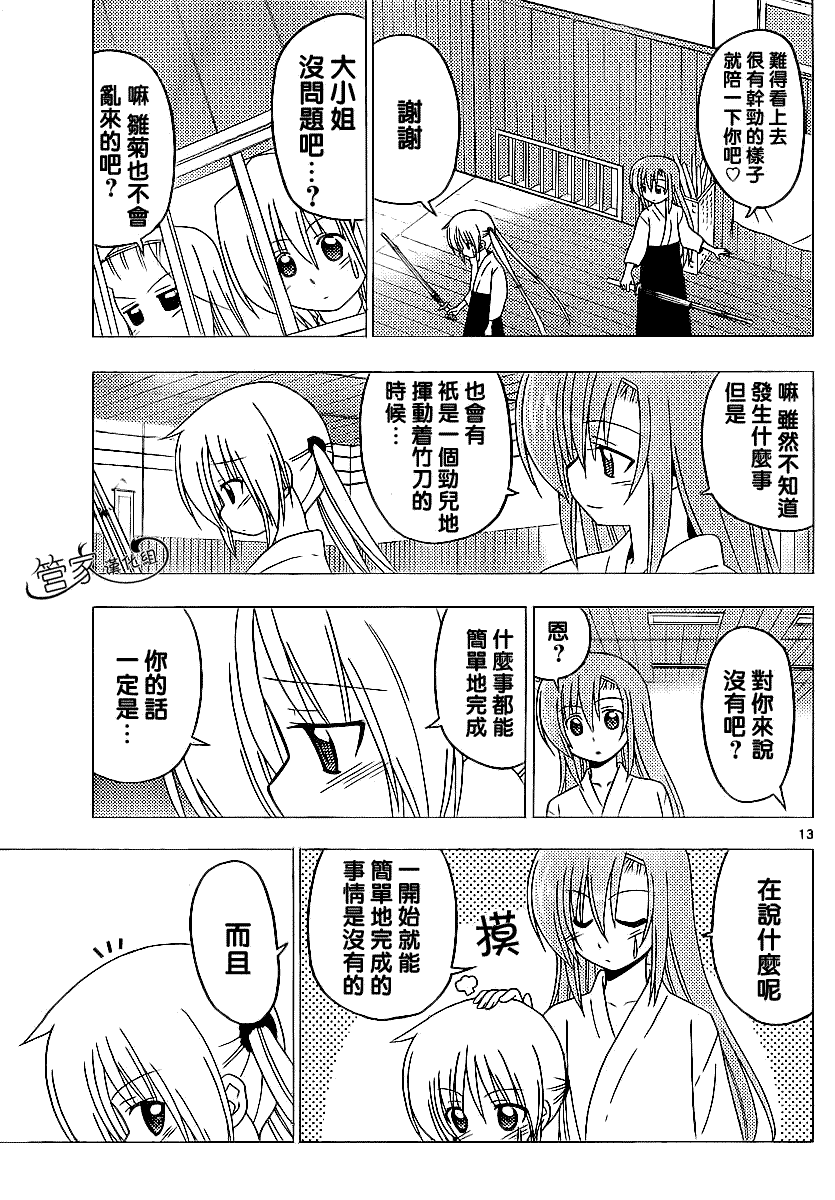 難得看上去
很有幹勁的樣子
就陪一下你吧♡
謝謝
大小姐
沒問題吧…?
嘛 雛菊也不會
亂來的吧?
嘛 雖然不知道
發生什麼事
但是
也會有
衹是一個勁兒地
揮動着竹刀的
時候…
管家
漢化組
對你來說
沒有吧?
恩?
什麼事都能
簡單地完成
你的話
一定是…
13
在說什麼呢
摸
一開始就能
簡單地完成的
事情是沒有的
而且